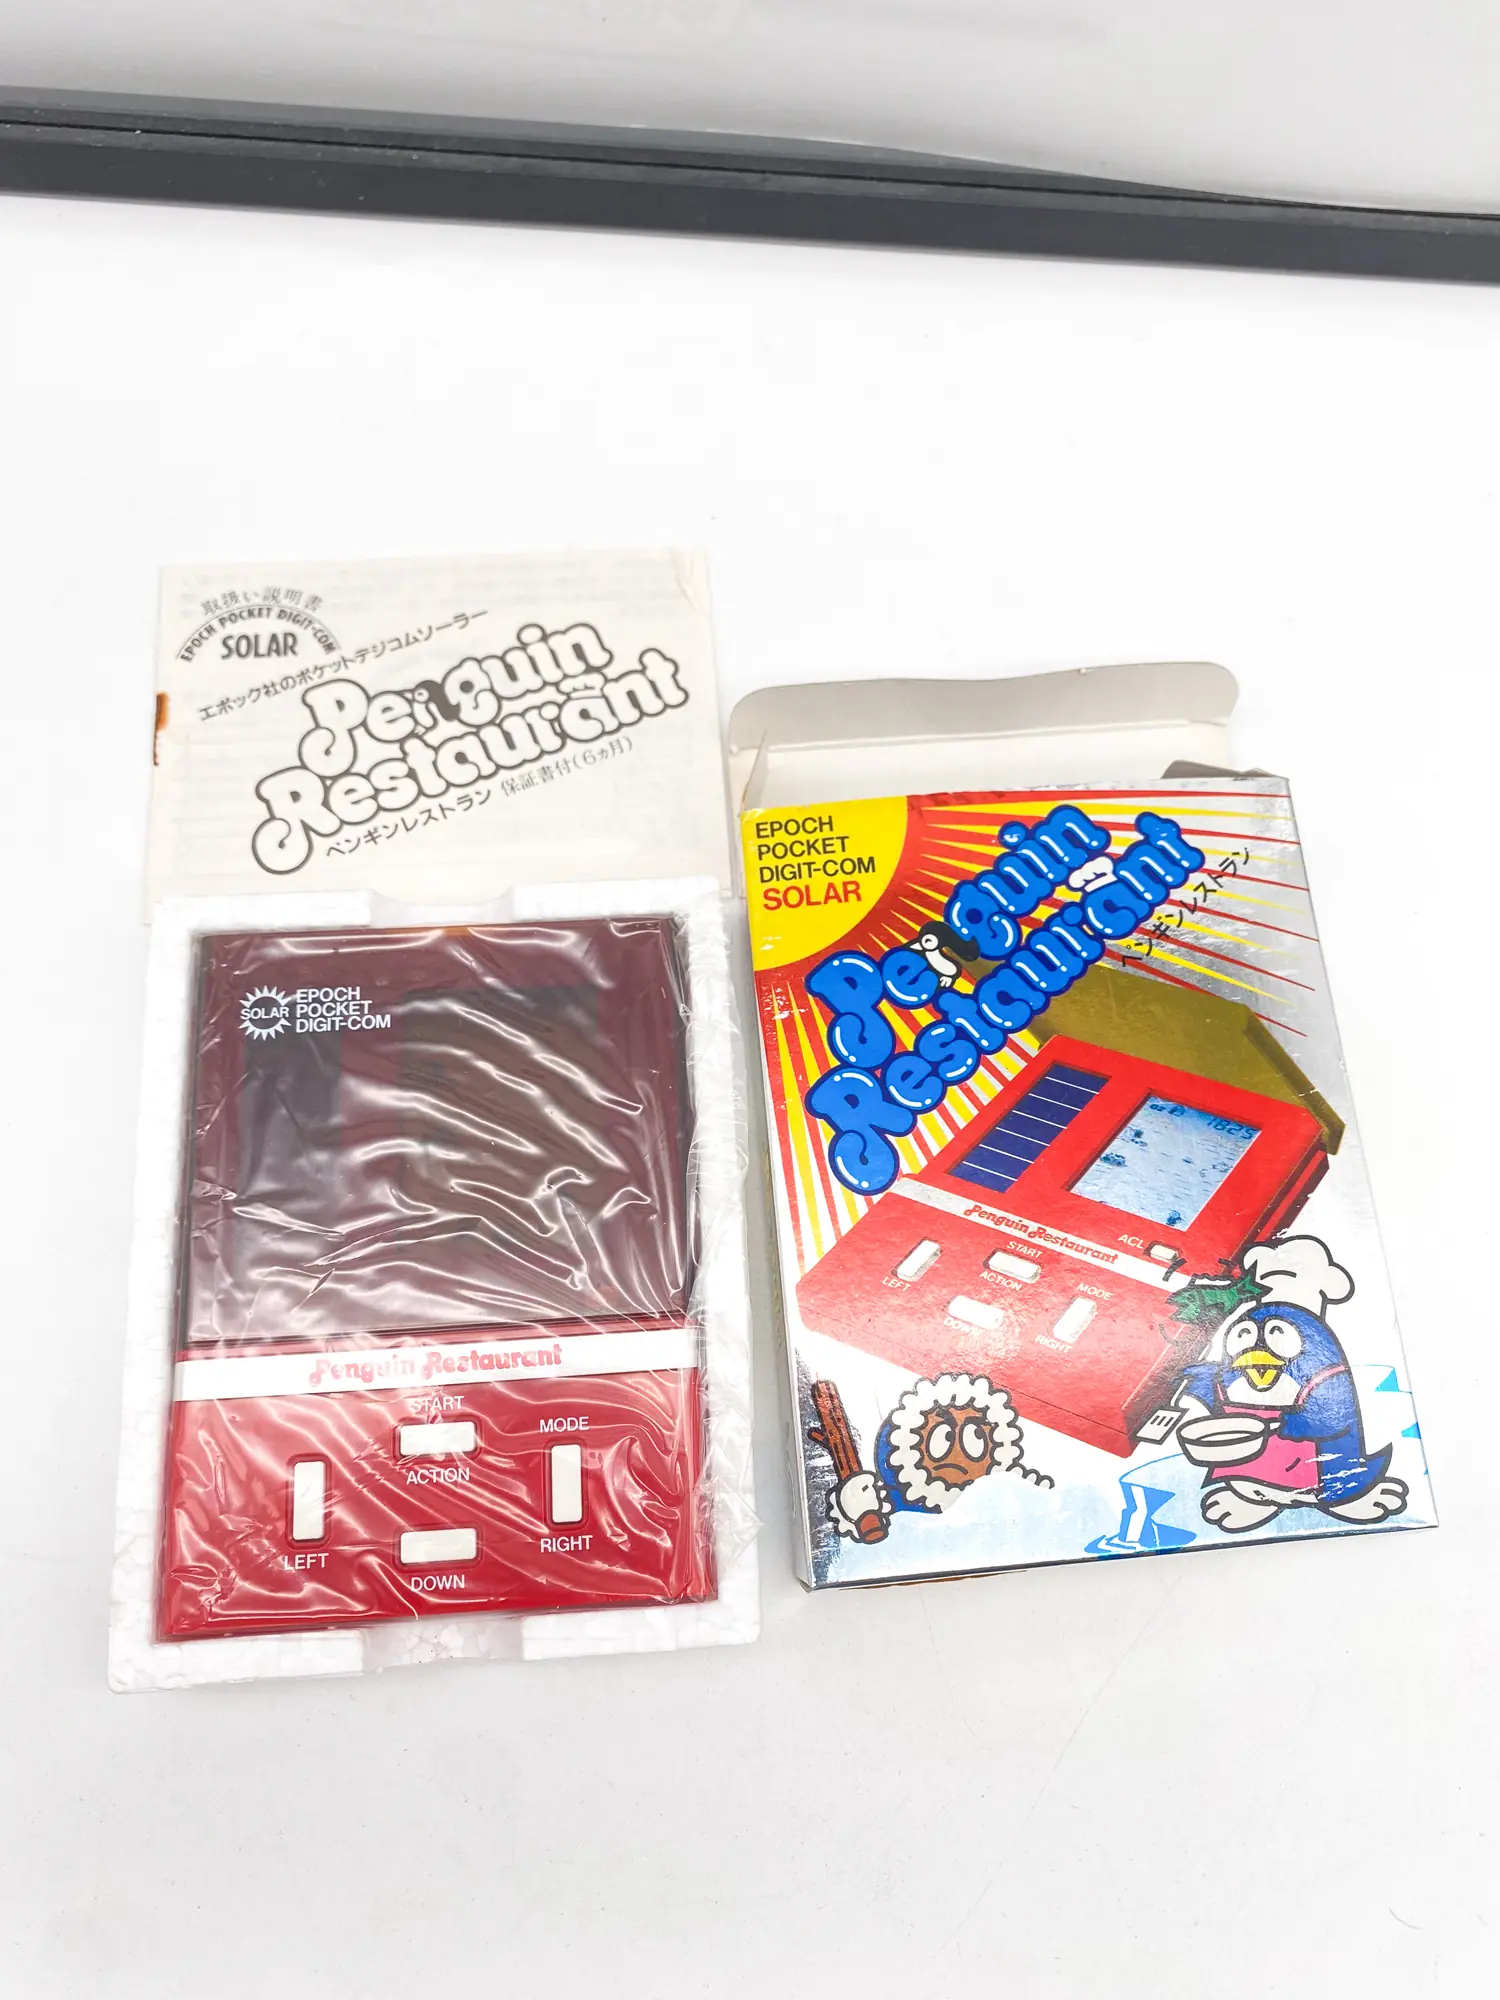 取扱い説明書
EPOCH POCKET DIGIT-COM
SOLAR
エポック社のポケットデジコムソーラー
Penguin
Restaurant
ペンギンレストラン 保証書付(6ヵ月)
SOLAR
EPOCH
POCKET
DIGIT-COM
Penguin Restaurant
START
ACTION
MODE
LEFT
RIGHT
DOWN
EPOCH
POCKET
DIGIT-COM
SOLAR
Penguin
Restaurant
ペンギンレストラン
1825
Penguin Restaurant
ACL
START
ACTION
LEFT
MODE
DOWN
RIGHT